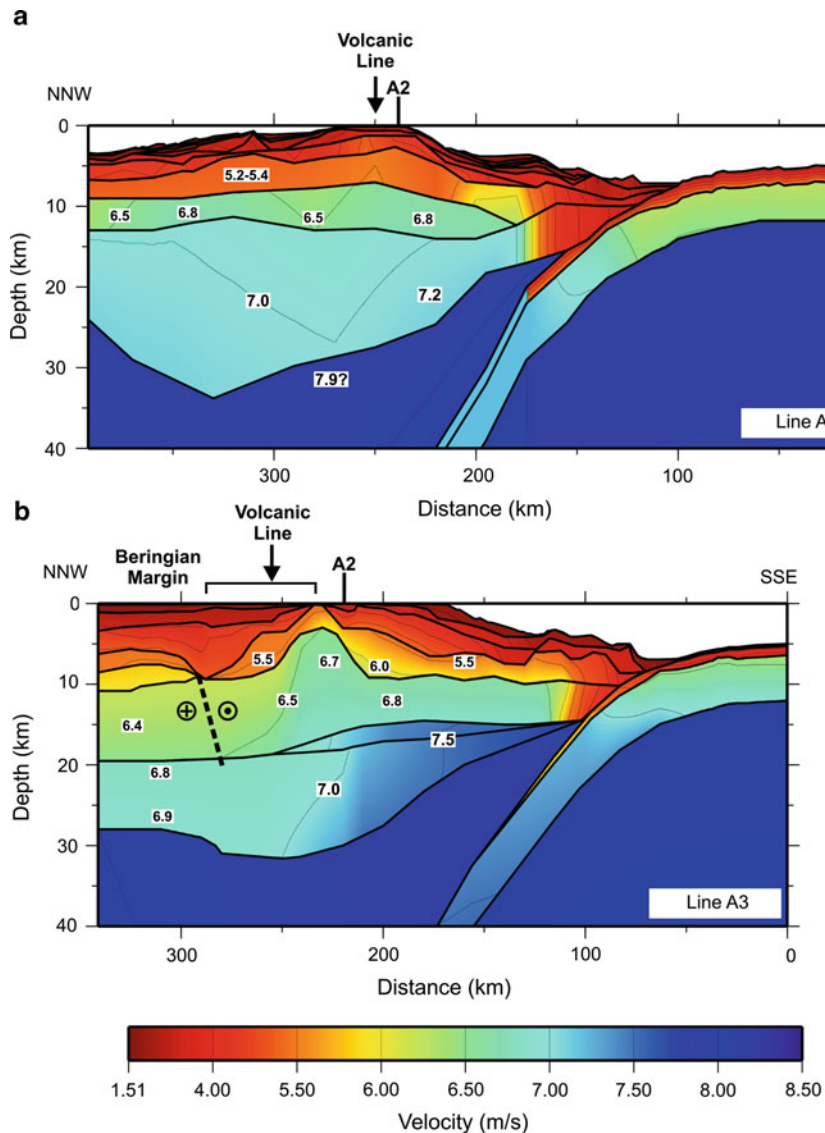 a
Volcanic
Line
A2
NNW
0
10
20
30
40
Depth (km)
5.2-5.4
6.5
6.8
6.5
6.8
7.0
7.2
7.9?
Line A
300
200
100
Distance (km)
b
Volcanic
Line
Beringian
Margin
A2
NNW
SSE
0
10
20
30
40
Depth (km)
5.5
6.7
6.0
5.5
6.4
6.5
6.8
7.5
6.8
7.0
6.9
Line A3
300
200
100
0
Distance (km)
1.51
4.00
5.50
6.00
6.50
7.00
7.50
8.00
8.50
Velocity (m/s)